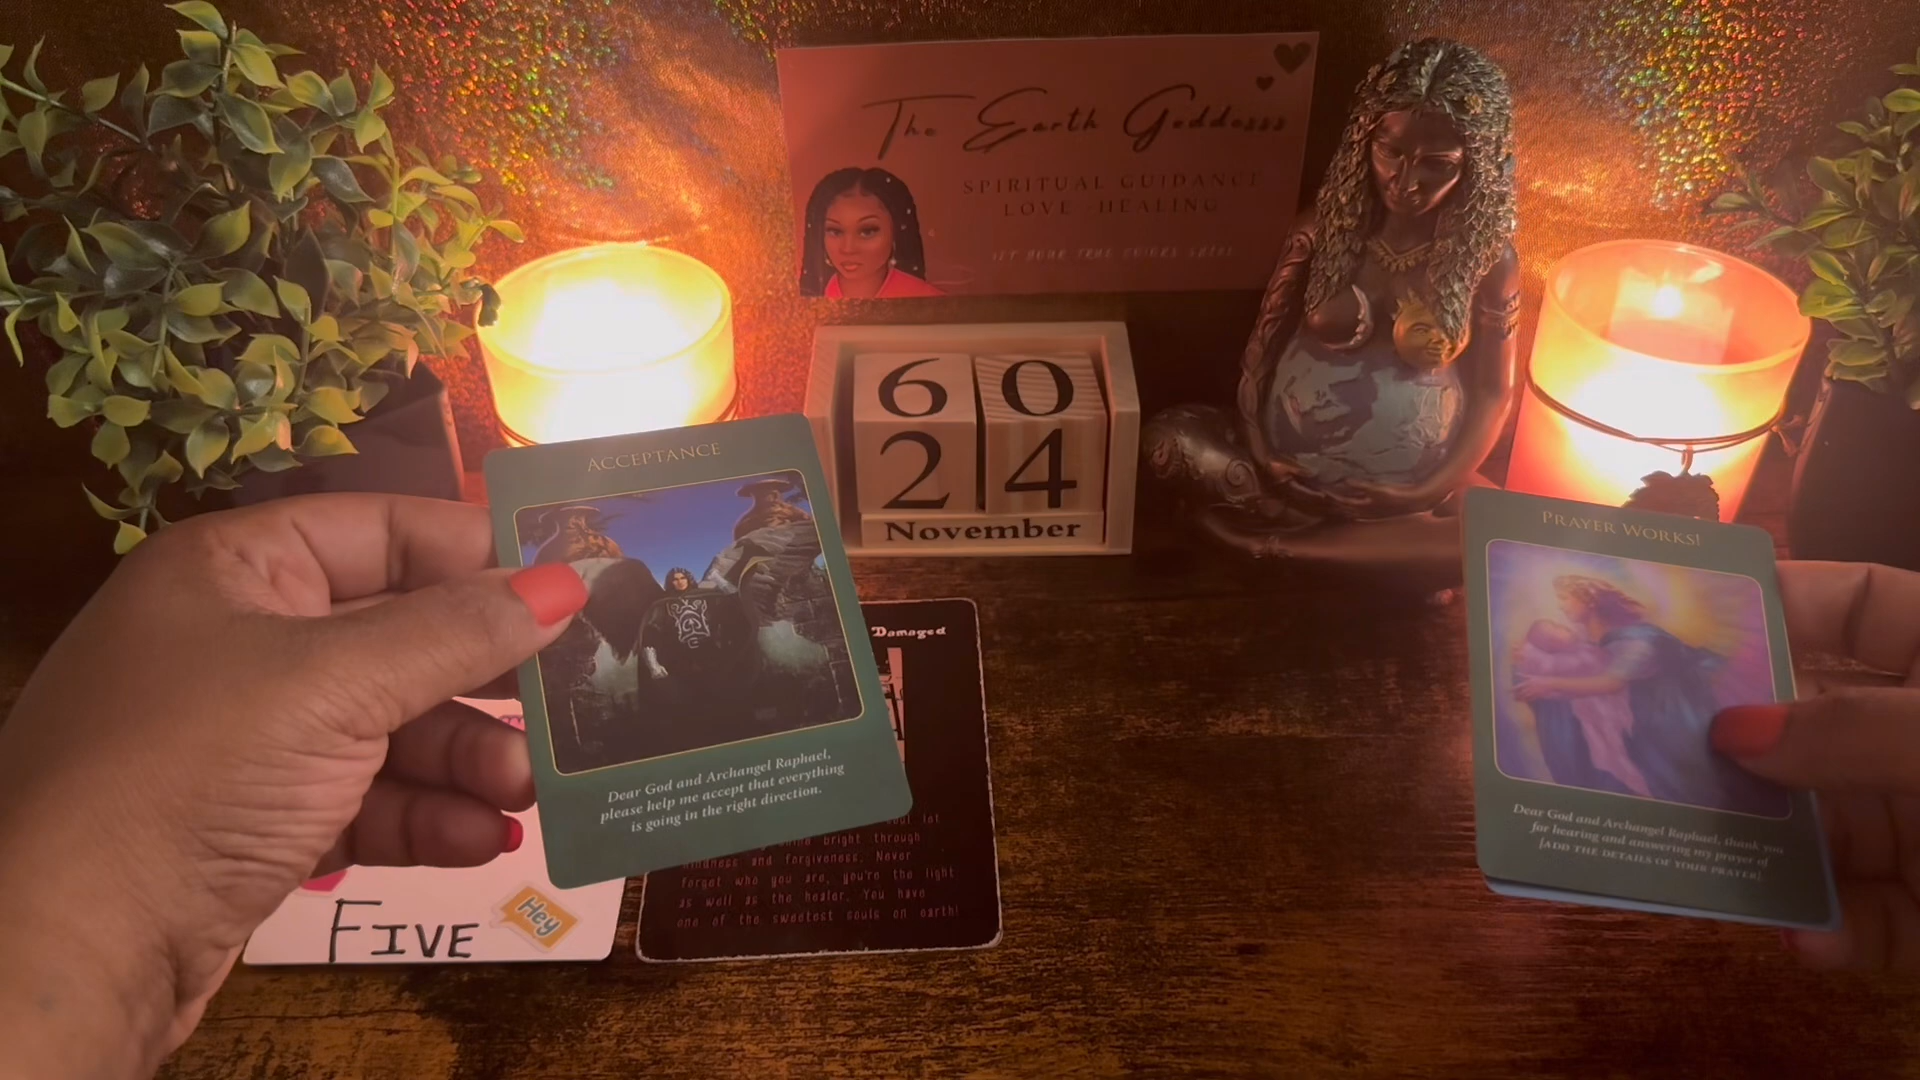 The Earth Goddesss
SPIRITUAL GUIDANCE
LOVE HEALING
6 0
2 4
November
ACCEPTANCE
Dear God and Archangel Raphael,
please help me accept that everything
is going in the right direction.
PRAYER WORKS!
Dear God and Archangel Raphael, thank you
for hearing and answering my prayer of
[ADD THE DETAILS OF YOUR PRAYER]
Damaged
bright through
and forgiveness. Never
forget who you are, you're the light
as well as the healer. You have
one of the sweetest souls on earth!
FIVE
Hey